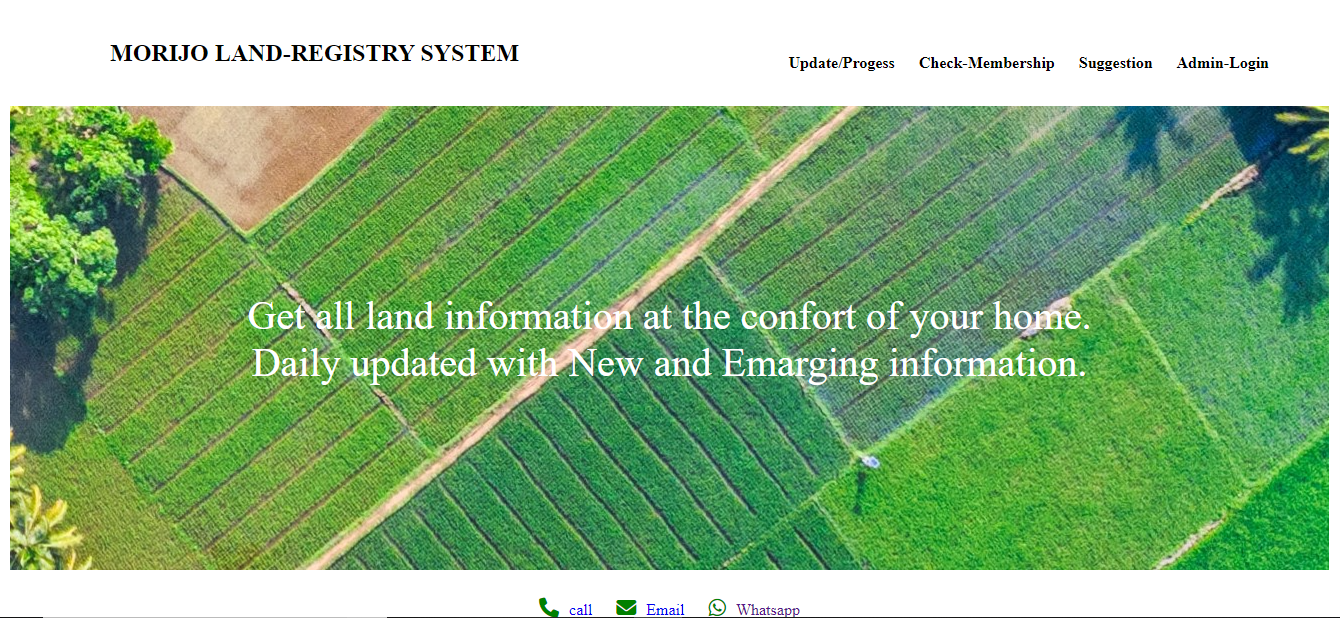 MORIJO LAND-REGISTRY SYSTEM
Update/Progess Check-Membership Suggestion Admin-Login
Get all land information at the confort of your home.
Daily updated with New and Emarging information.
call Email Whatsapp